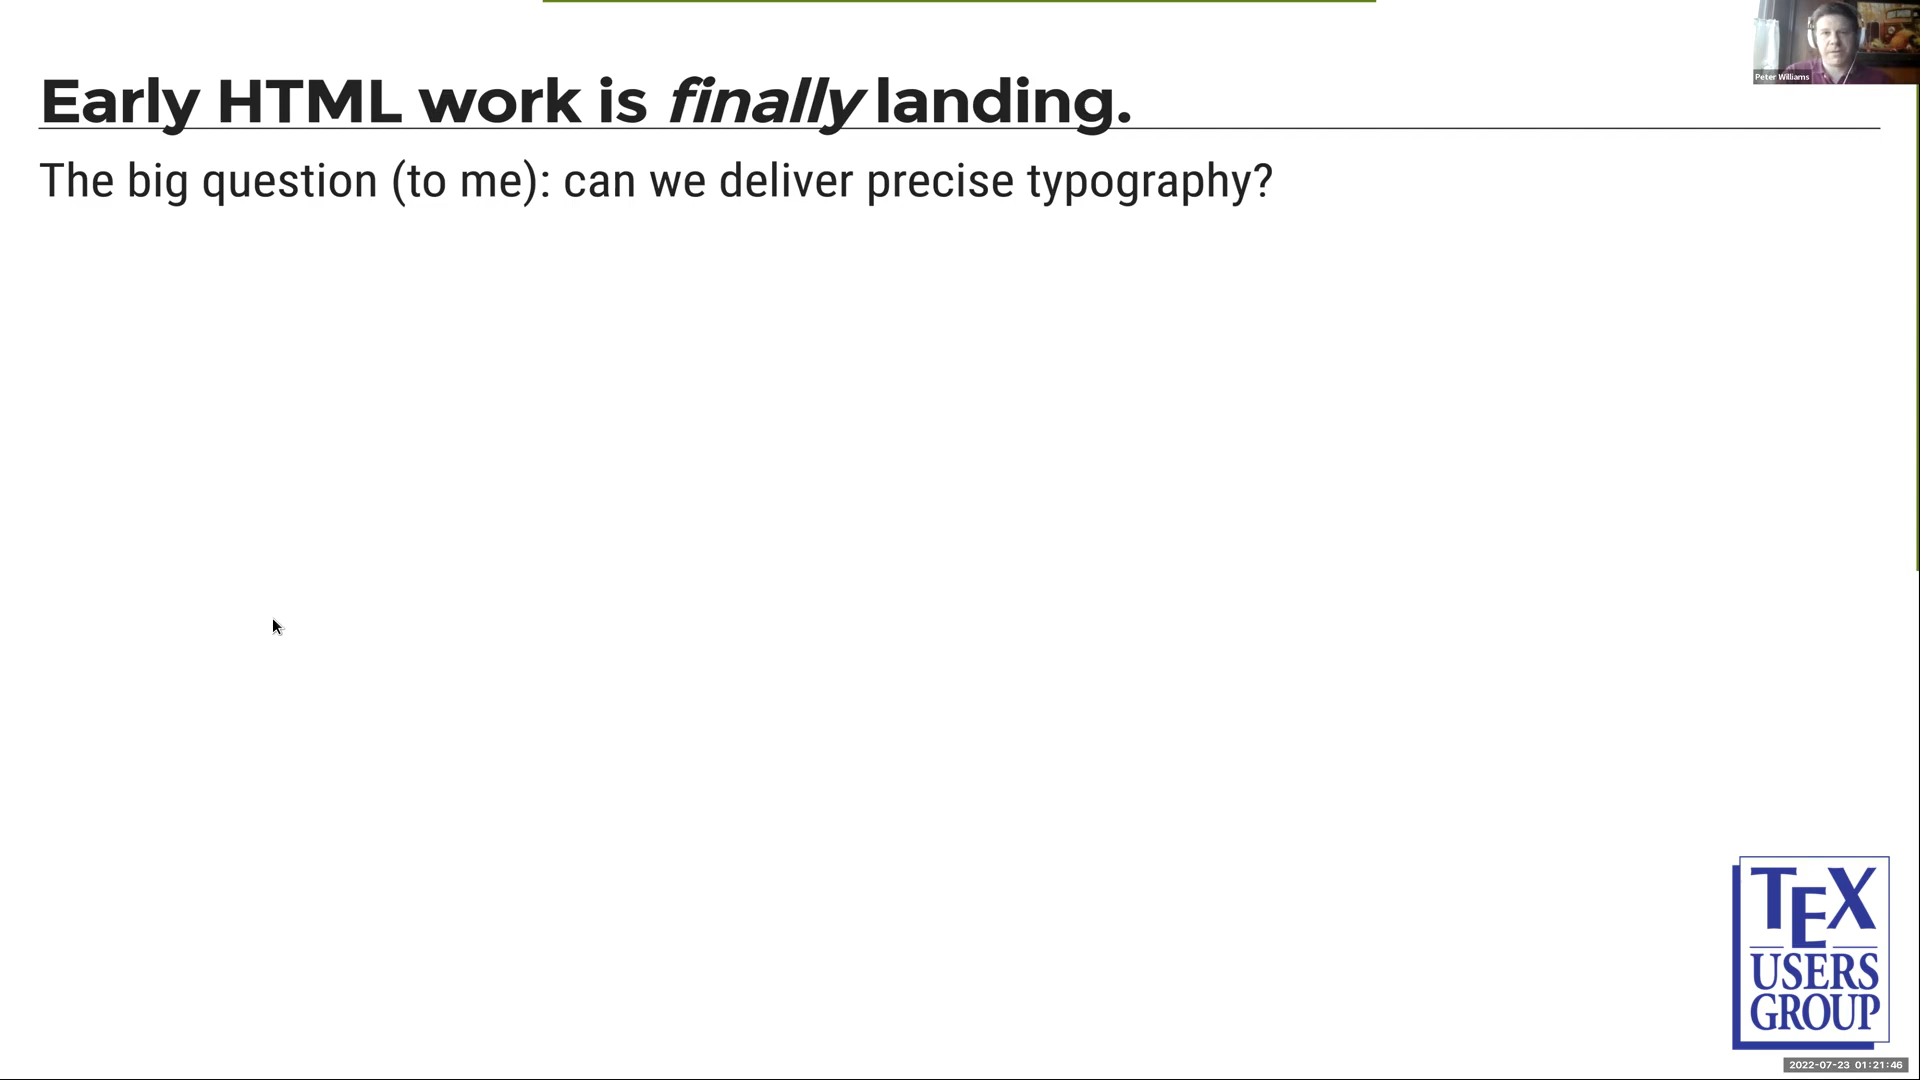 Peter Williams
Early HTML work is finally landing.
The big question (to me): can we deliver precise typography?
TEX
USERS
GROUP
2022-07-23 01:21:46